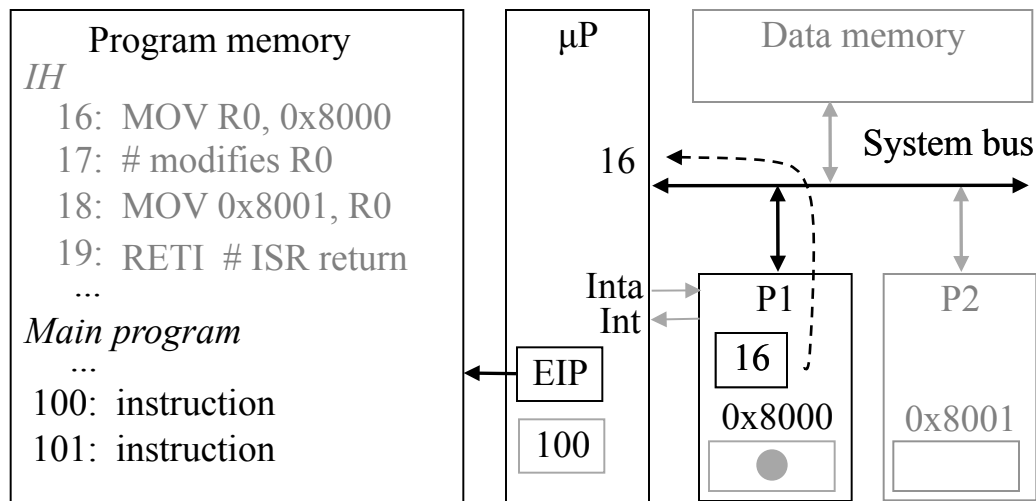 Program memory
IH
16: MOV R0, 0x8000
17: # modifies R0
18: MOV 0x8001, R0
19: RETI # ISR return
...
Main program
...
100: instruction
101: instruction
μP
16
Inta
Int
EIP
100
Data memory
System bus
P1
16
0x8000
P2
0x8001